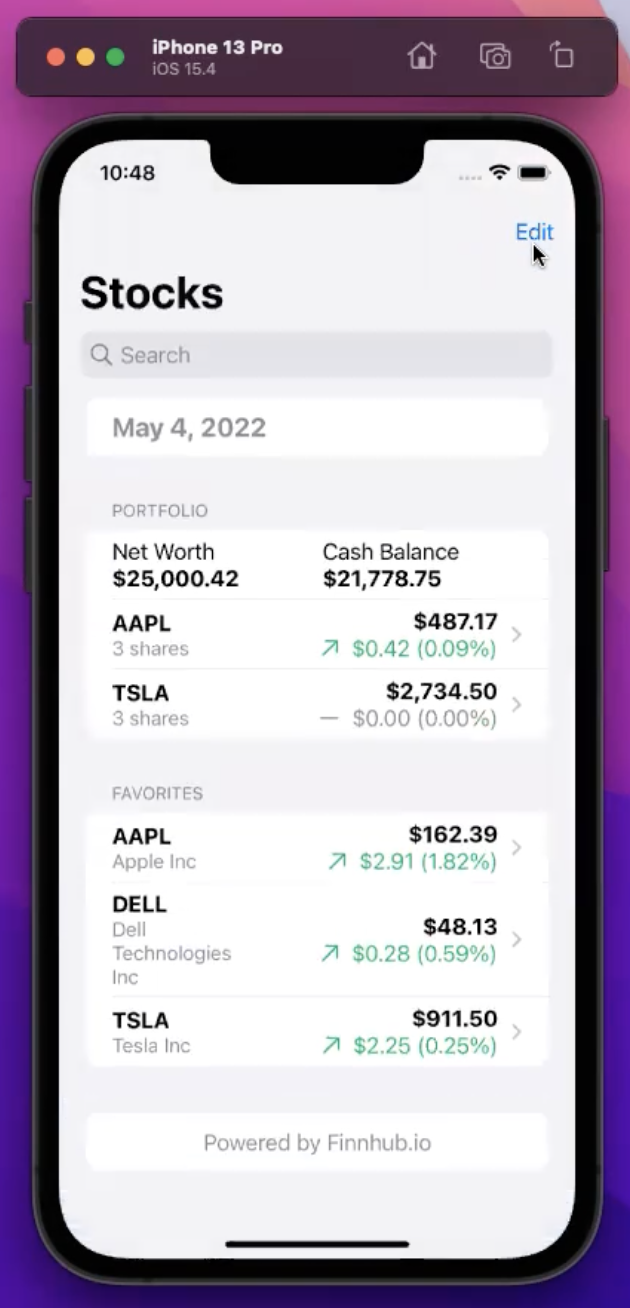 iPhone 13 Pro
iOS 15.4
10:48
Edit
Stocks
Search
May 4, 2022
PORTFOLIO
Net Worth Cash Balance
$25,000.42 $21,778.75
AAPL $487.17
3 shares $0.42 (0.09%)
TSLA $2,734.50
3 shares $0.00 (0.00%)
FAVORITES
AAPL $162.39
Apple Inc $2.91 (1.82%)
DELL
Dell $48.13
Technologies $0.28 (0.59%)
Inc
TSLA $911.50
Tesla Inc $2.25 (0.25%)
Powered by Finnhub.io